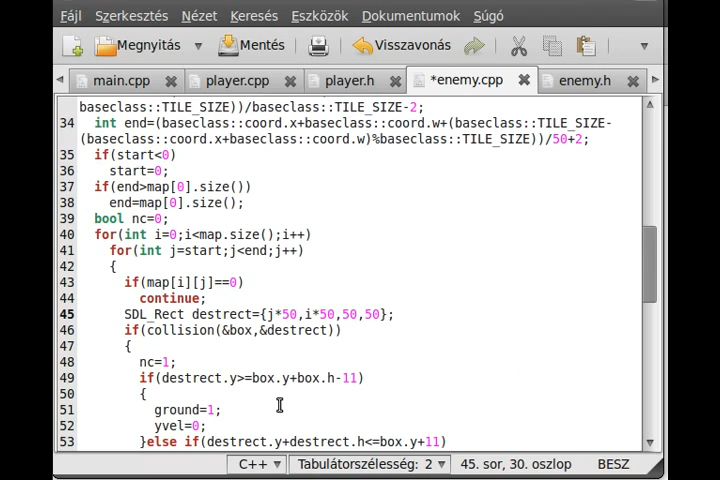 Fájl Szerkesztés Nézet Keresés Eszközök Dokumentumok Súgó
Megnyitás Mentés Visszavonás
main.cpp player.cpp player.h *enemy.cpp enemy.h
baseclass::TILE_SIZE))/baseclass::TILE_SIZE-2;
34 int end=(baseclass::coord.x+baseclass::coord.w+(baseclass::TILE_SIZE-
(baseclass::coord.x+baseclass::coord.w)%baseclass::TILE_SIZE))/50+2;
35 if(start<0)
36 start=0;
37 if(end>map[0].size())
38 end=map[0].size();
39 bool nc=0;
40 for(int i=0;i<map.size();i++)
41 for(int j=start;j<end;j++)
42 {
43 if(map[i][j]==0)
44 continue;
45 SDL_Rect destrect={j*50,i*50,50,50};
46 if(collision(&box,&destrect))
47 {
48 nc=1;
49 if(destrect.y>=box.y+box.h-11)
50 {
51 ground=1;
52 yvel=0;
53 }else if(destrect.y+destrect.h<=box.y+11)
C++ Tabulátorszélesség: 2 45. sor, 30. oszlop BESZ